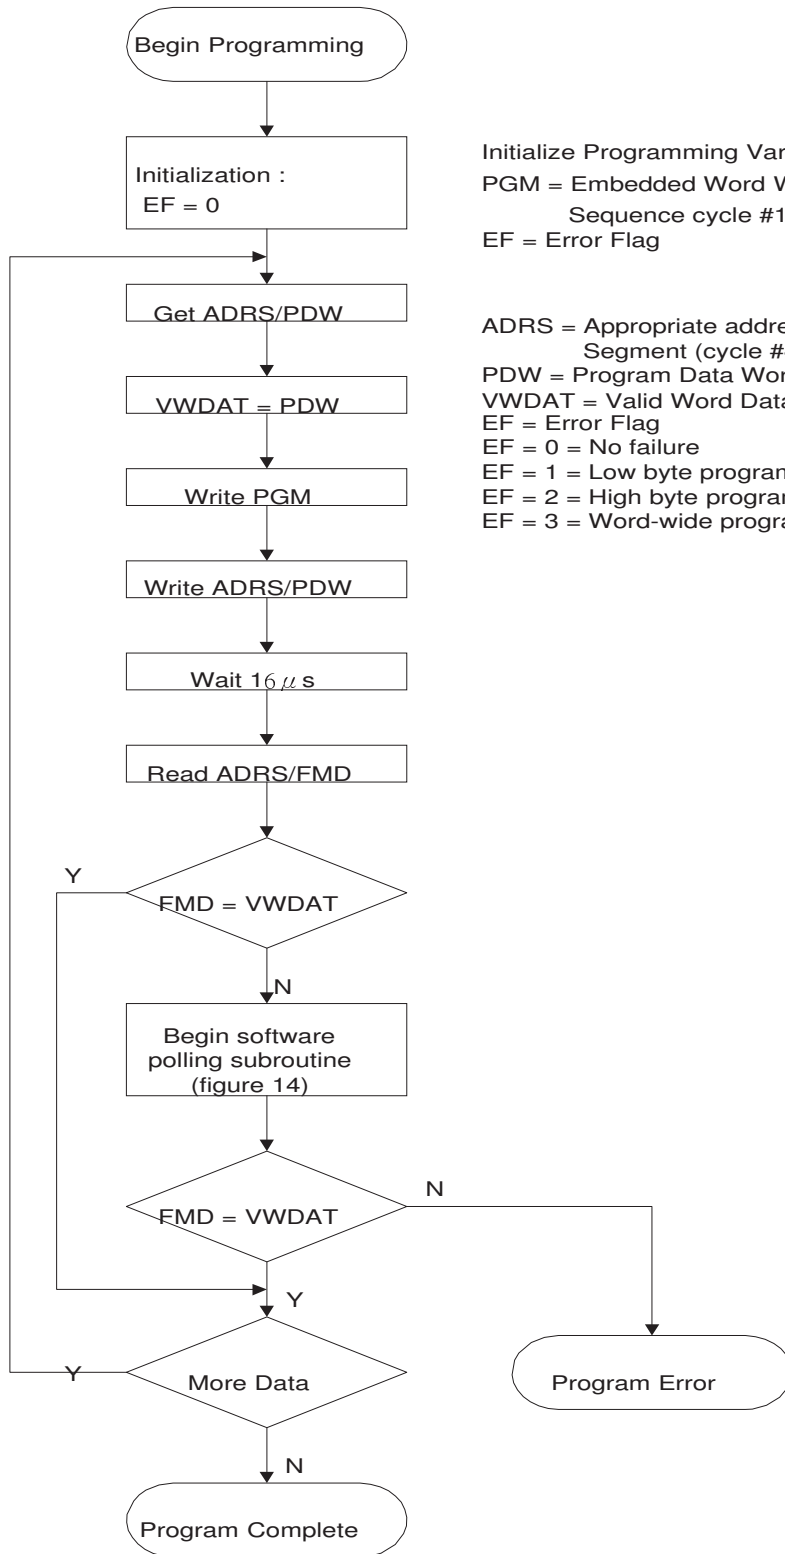 Begin Programming
Initialization :
EF = 0
Initialize Programming Var
PGM = Embedded Word W
Sequence cycle #1
EF = Error Flag
Get ADRS/PDW
VWDAT = PDW
Write PGM
ADRS = Appropriate addre
Segment (cycle #
PDW = Program Data Wor
VWDAT = Valid Word Data
EF = Error Flag
EF = 0 = No failure
EF = 1 = Low byte program
EF = 2 = High byte progra
EF = 3 = Word-wide progra
Write ADRS/PDW
Wait 16 μ s
Read ADRS/FMD
Y
FMD = VWDAT
N
Begin software
polling subroutine
(figure 14)
FMD = VWDAT
N
Y
Y
More Data
Program Error
N
Program Complete